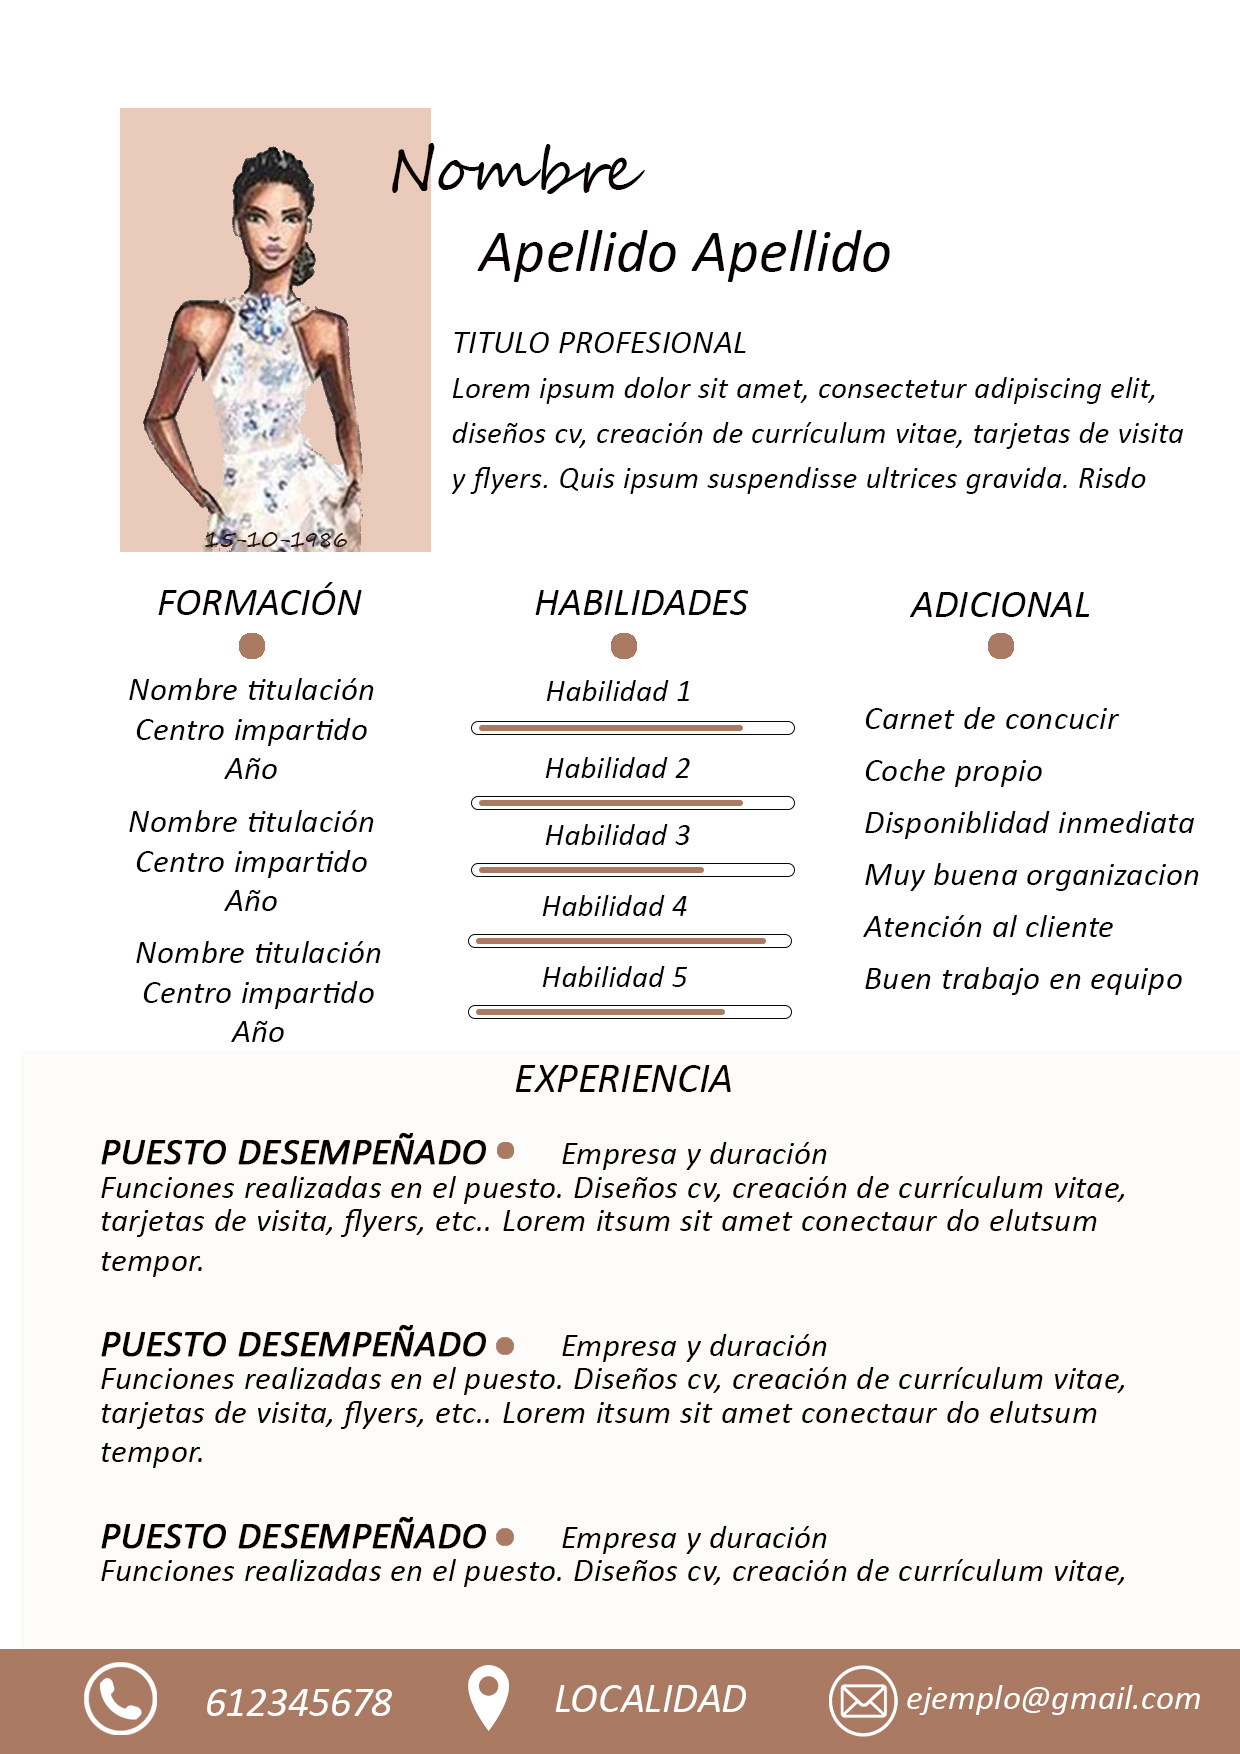 Nombre
Apellido Apellido
TITULO PROFESIONAL
Lorem ipsum dolor sit amet, consectetur adipiscing elit,
diseños cv, creación de currículum vitae, tarjetas de visita
y flyers. Quis ipsum suspendisse ultrices gravida. Risdo
15-10-1986
FORMACIÓN
Nombre titulación
Centro impartido
Año
Nombre titulación
Centro impartido
Año
Nombre titulación
Centro impartido
Año
HABILIDADES
Habilidad 1
Habilidad 2
Habilidad 3
Habilidad 4
Habilidad 5
ADICIONAL
Carnet de concucir
Coche propio
Disponiblidad inmediata
Muy buena organizacion
Atención al cliente
Buen trabajo en equipo
EXPERIENCIA
PUESTO DESEMPEÑADO Empresa y duración
Funciones realizadas en el puesto. Diseños cv, creación de currículum vitae,
tarjetas de visita, flyers, etc.. Lorem itsum sit amet conectaur do elutsum
tempor.
PUESTO DESEMPEÑADO Empresa y duración
Funciones realizadas en el puesto. Diseños cv, creación de currículum vitae,
tarjetas de visita, flyers, etc.. Lorem itsum sit amet conectaur do elutsum
tempor.
PUESTO DESEMPEÑADO Empresa y duración
Funciones realizadas en el puesto. Diseños cv, creación de currículum vitae,
612345678
LOCALIDAD
ejemplo@gmail.com